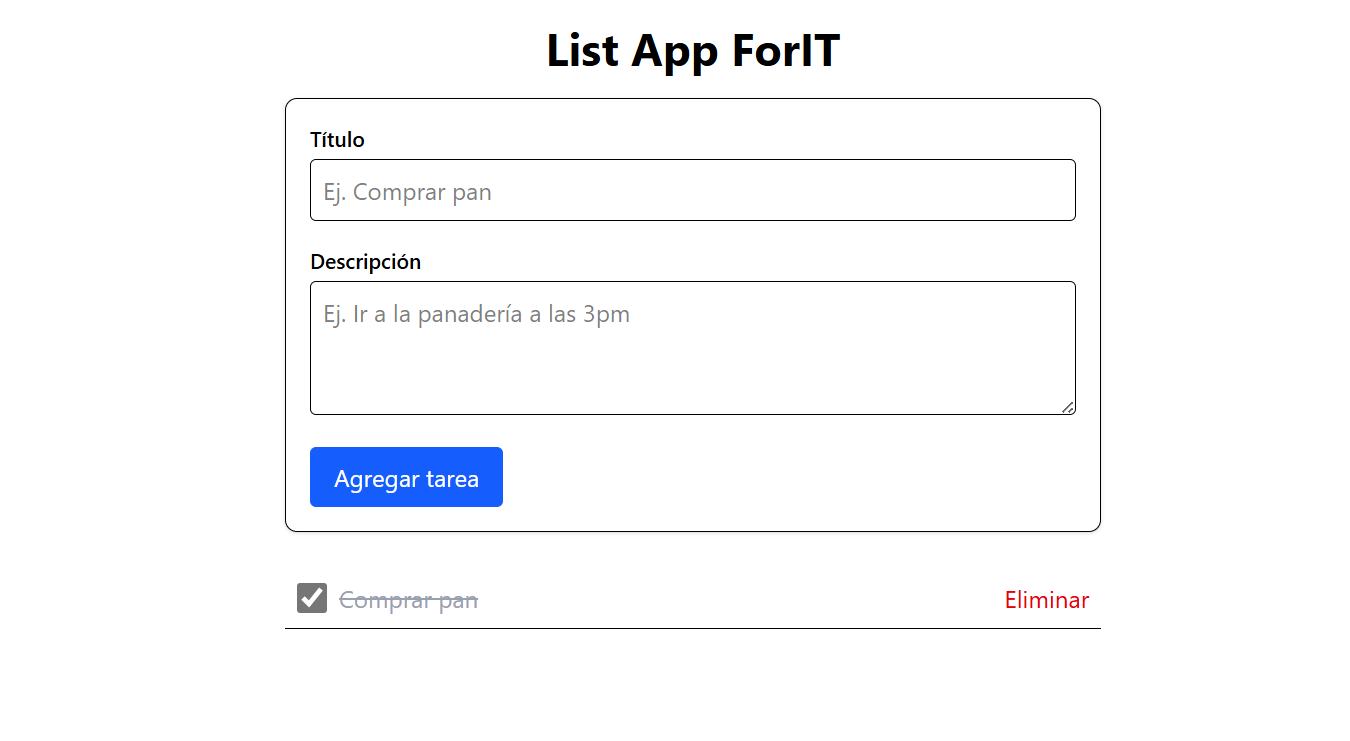 List App ForIT
Título
Ej. Comprar pan
Descripción
Ej. Ir a la panadería a las 3pm
Agregar tarea
Comprar pan Eliminar